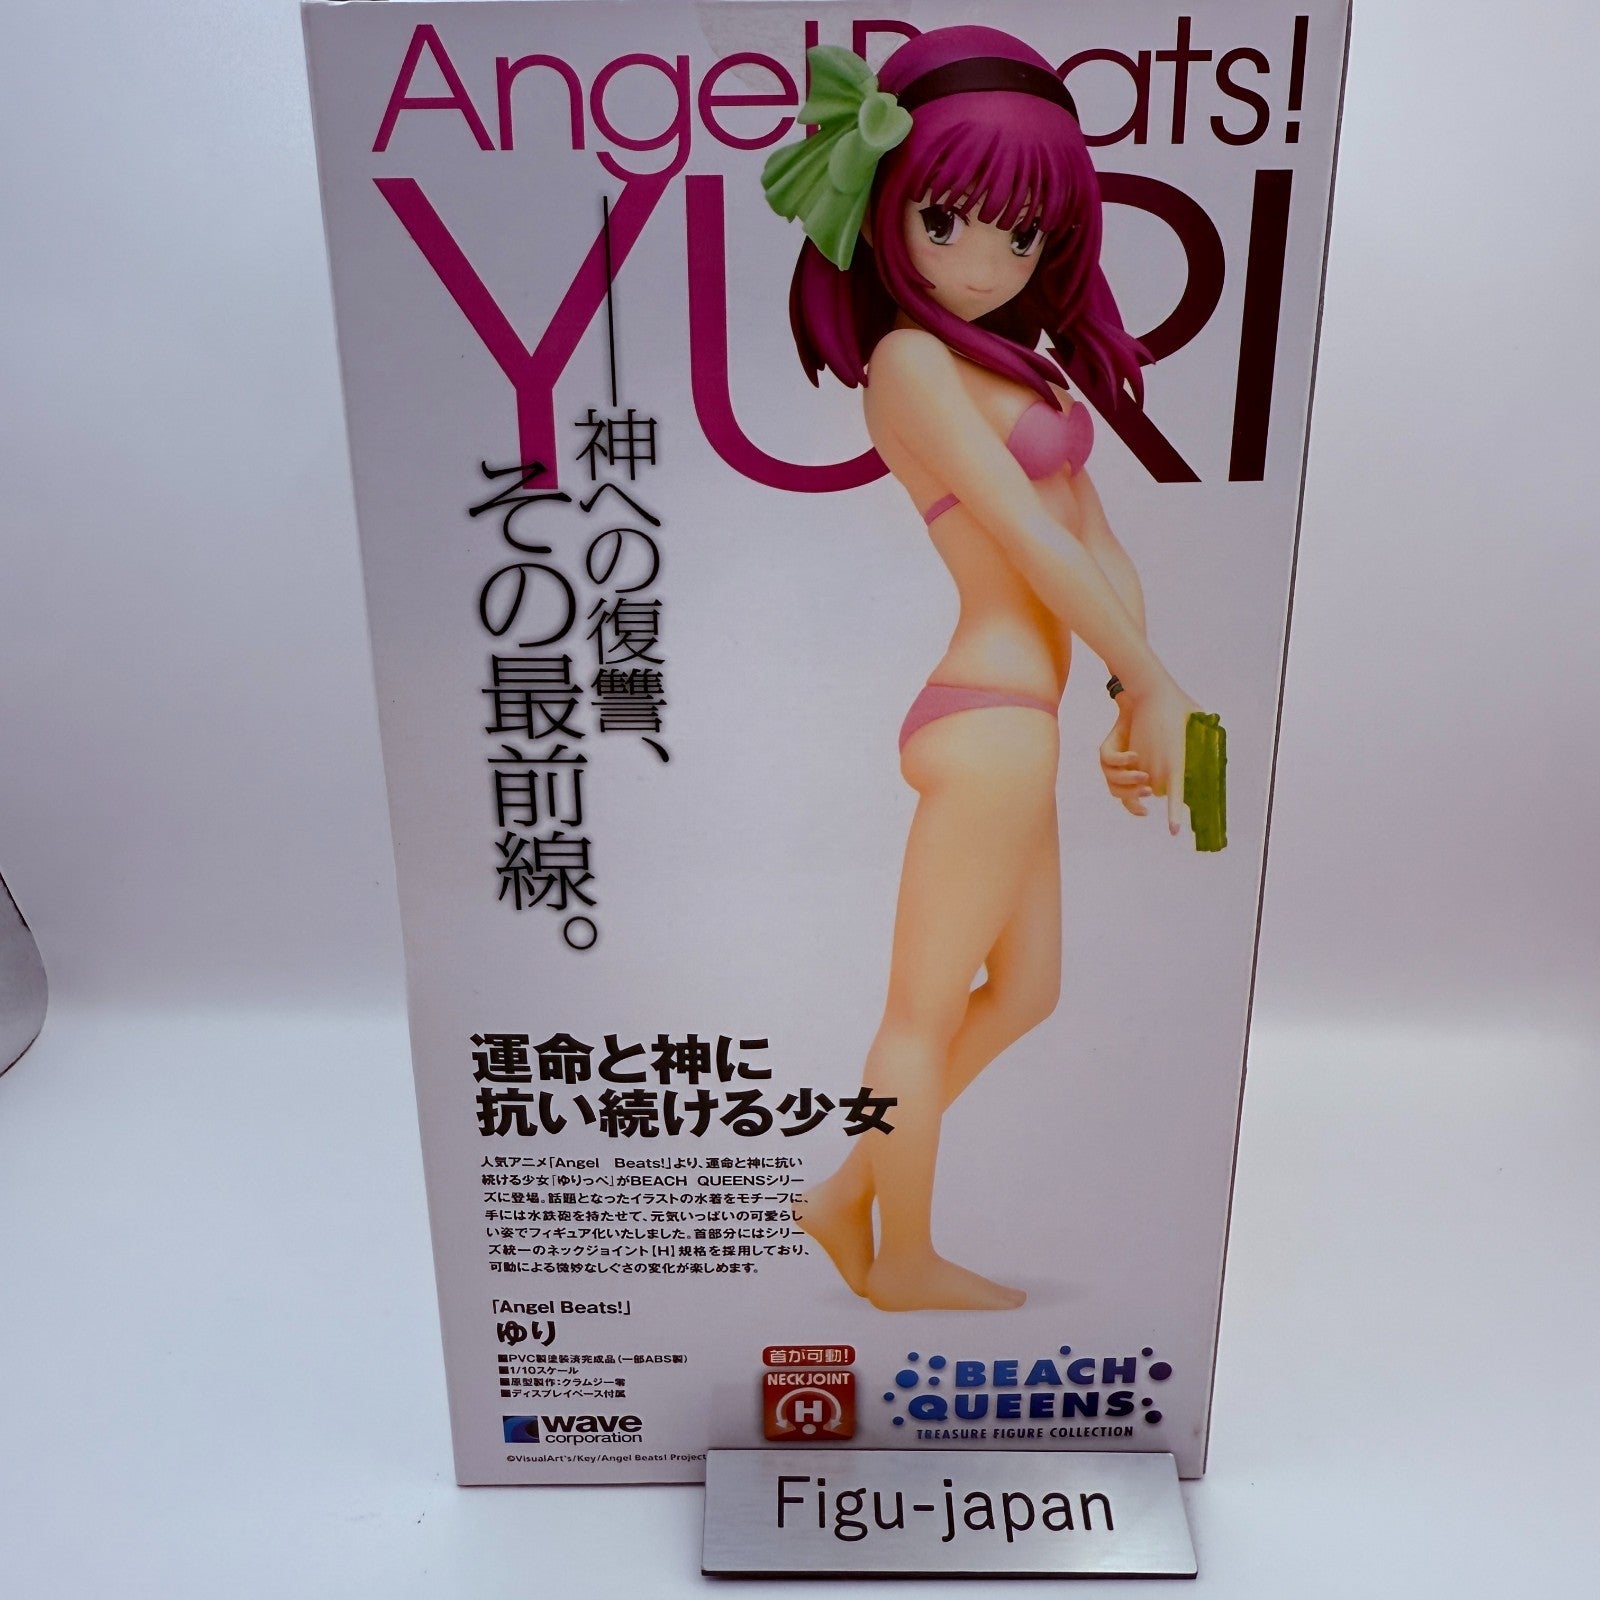 Angel Beats!
YURI
――神への復讐、
その最前線。
運命と神に
抗い続ける少女
人気アニメ「Angel Beats!」より、運命と神に抗い
続ける少女「ゆりっぺ」がBEACH QUEENSシリー
ズに登場。話題となったイラストの水着をモチーフに、
手には水鉄砲を持たせて、元気いっぱいの可愛らし
い姿でフィギュア化いたしました。首部分にはシリー
ズ統一のネックジョイント【H】規格を採用しており、
可動による微妙なしぐさの変化が楽しめます。
「Angel Beats!」
ゆり
■PVC製塗装済完成品（一部ABS製）
■1/10スケール
■原型製作：クラムジー零
■ディスプレイベース付属
wave
corporation
©VisualArt's/Key/Angel Beats! Project
首が可動!
NECK JOINT
H
BEACH
QUEENS
TREASURE FIGURE COLLECTION
Figu-japan